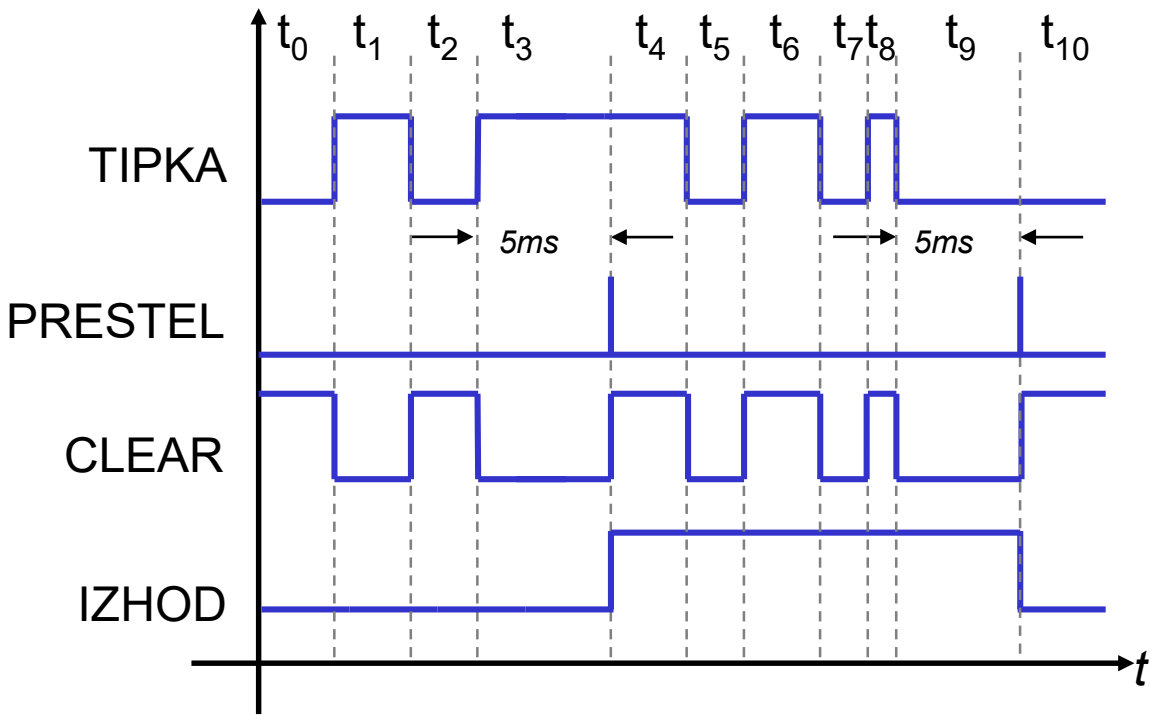 t0 t1 t2 t3 t4 t5 t6 t7 t8 t9 t10
TIPKA
5ms 5ms
PRESTEL
CLEAR
IZHOD
t